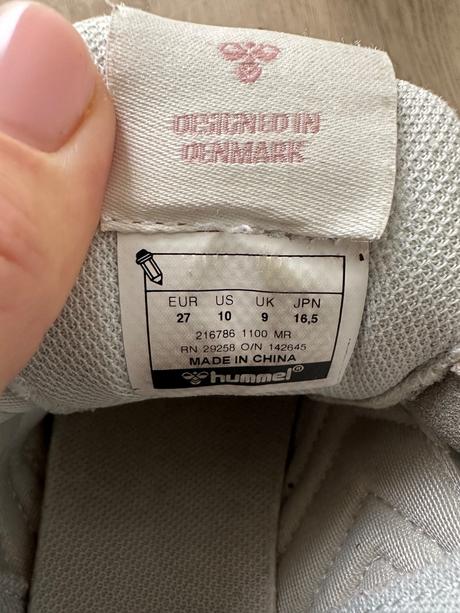 DESIGNED IN
DENMARK
EUR US UK JPN
27 10 9 16,5
216786 1100 MR
RN 29258 O/N 142645
MADE IN CHINA
hummel®